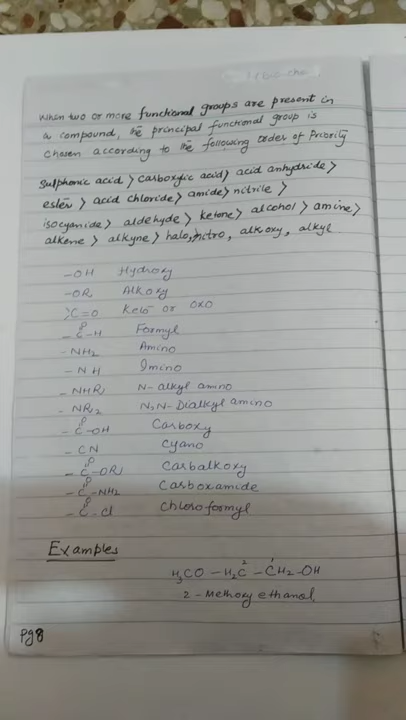 When two or more functional groups are present in
a compound, the principal functional group is
chosen according to the following order of Priority
Sulphonic acid > carboxylic acid > acid anhydride >
ester > acid chloride > amide > nitrile >
isocyanide > aldehyde > ketone > alcohol > amine >
alkene > alkyne > halo, nitro, alkoxy, alkyl
-OH Hydroxy
-OR Alkoxy
>C=O Keto or oxo
-C(=O)-H Formyl
-NH2 Amino
-NH Imino
-NHR N-alkyl amino
-NR2 N,N-Dialkyl amino
-C(=O)-OH Carboxy
-CN Cyano
-C(=O)-OR Carbalkoxy
-C(=O)-NH2 Carboxamide
-C(=O)-Cl Chloroformyl
Examples
H3CO-H2C²-C¹H2-OH
2-Methoxy ethanol
Pg8